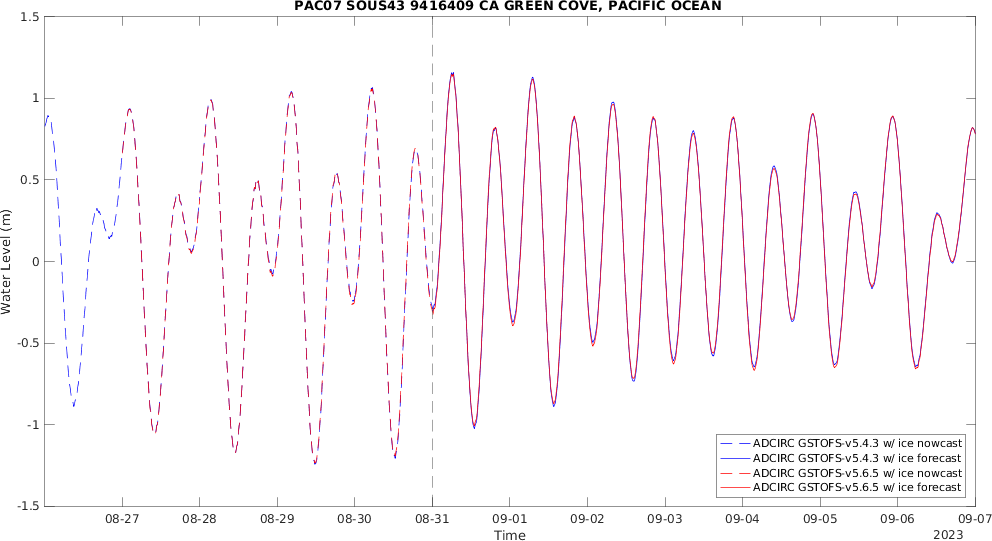 PAC07 SOUS43 9416409 CA GREEN COVE, PACIFIC OCEAN
1.5
1
0.5
0
-0.5
-1
-1.5
Water Level (m)
ADCIRC GSTOFS-v5.4.3 w/ ice nowcast
ADCIRC GSTOFS-v5.4.3 w/ ice forecast
ADCIRC GSTOFS-v5.6.5 w/ ice nowcast
ADCIRC GSTOFS-v5.6.5 w/ ice forecast
08-27 08-28 08-29 08-30 08-31 09-01 09-02 09-03 09-04 09-05 09-06 09-07
Time
2023